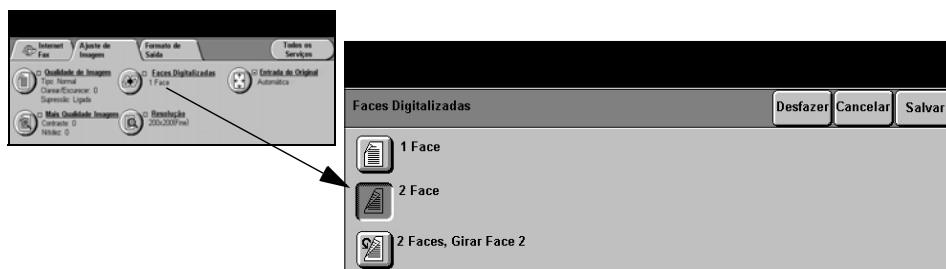 Internet
Fax
Ajuste de
Imagem
Formato de
Saída
Todos os
Serviços
Qualidade de Imagem
Tipo: Normal
Clarear/Escurecer: 0
Supressão: Ligada
Faces Digitalizadas
1 Face
Entrada do Original
Automática
Mais Qualidade Imagem
Contraste: 0
Nitidez: 0
Resolução
200x200(Fine)
Faces Digitalizadas
Desfazer
Cancelar
Salvar
1 Face
2 Face
2 Faces, Girar Face 2